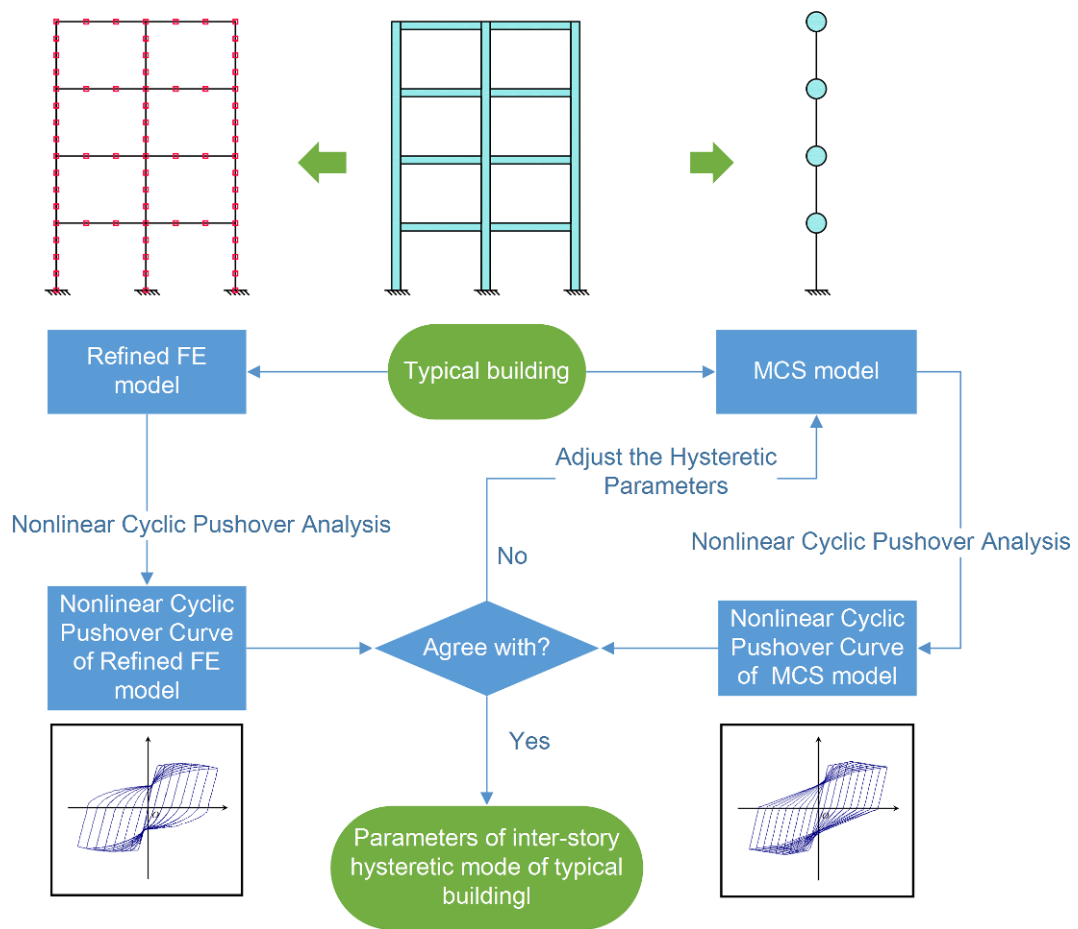 Refined FE
model
Typical building
MCS model
Adjust the Hysteretic
Parameters
Nonlinear Cyclic Pushover Analysis
Nonlinear Cyclic Pushover Analysis
No
Nonlinear Cyclic
Pushover Curve
of Refined FE
model
Agree with?
Nonlinear Cyclic
Pushover Curve
of MCS model
Yes
Parameters of inter-story
hysteretic mode of typical
buildingl